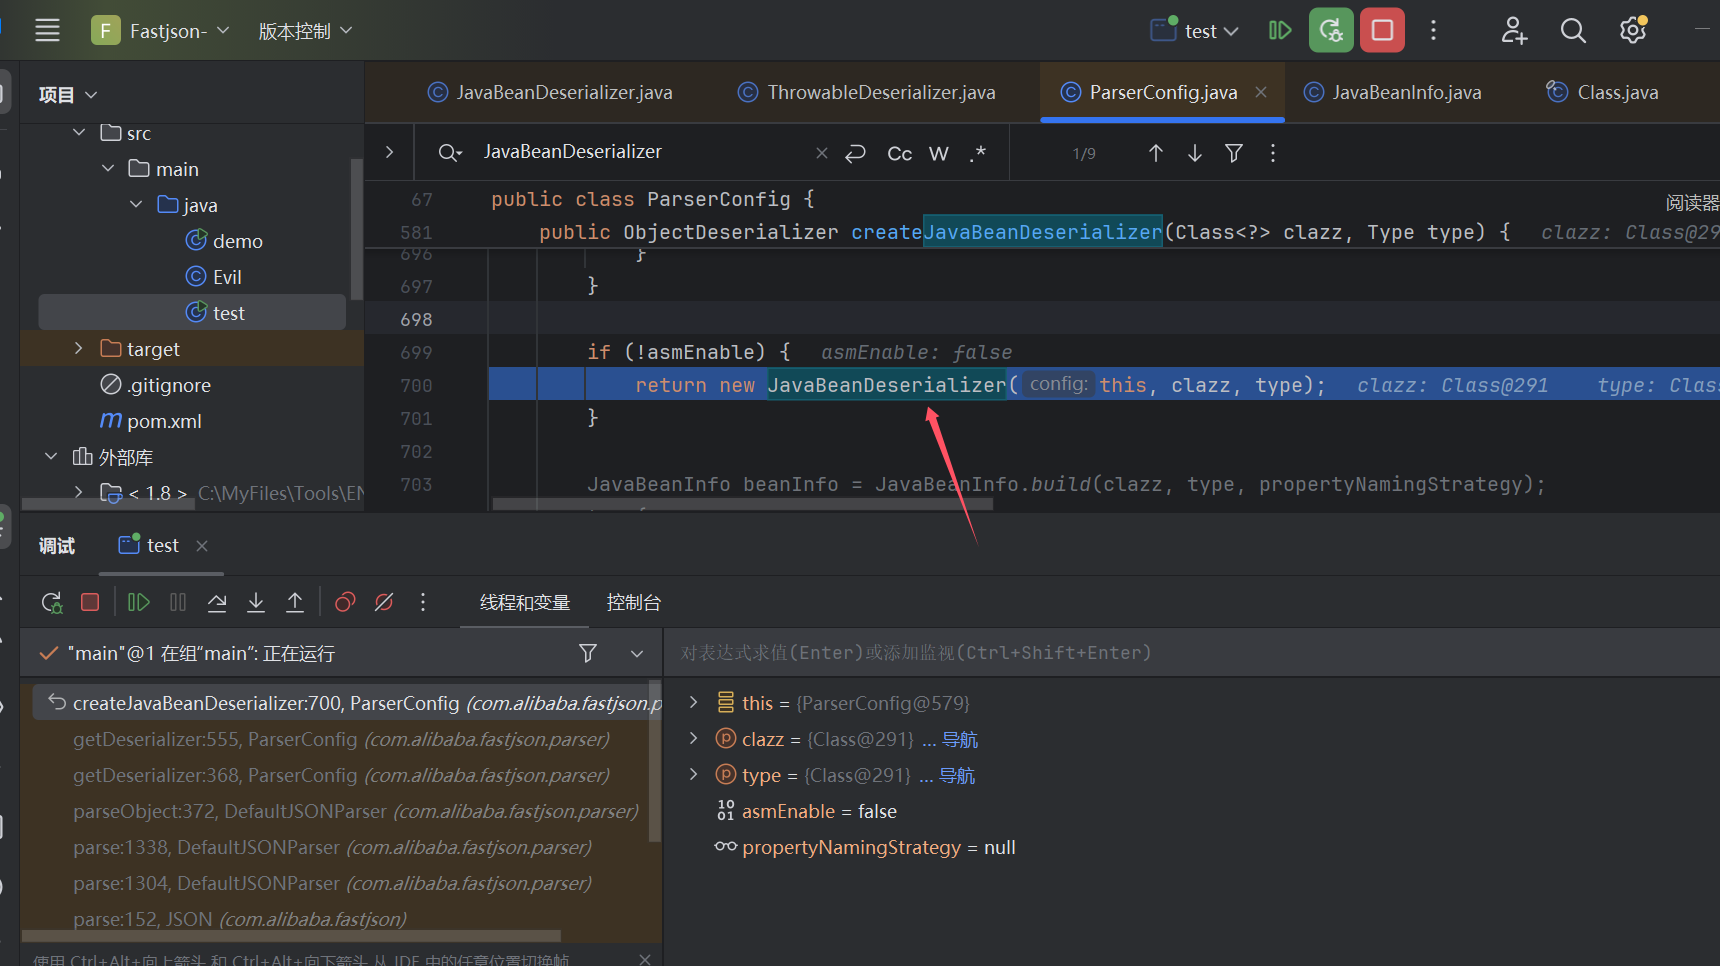 F Fastjson- 版本控制 test
项目
JavaBeanDeserializer.java ThrowableDeserializer.java ParserConfig.java JavaBeanInfo.java Class.java
src
main
java
demo
Evil
test
target
.gitignore
pom.xml
外部库
< 1.8 > C:\MyFiles\Tools\EN
JavaBeanDeserializer Cc W .* 1/9
67 public class ParserConfig { 阅读器
581 public ObjectDeserializer createJavaBeanDeserializer(Class<?> clazz, Type type) { clazz: Class@29
696 }
697 }
698
699 if (!asmEnable) { asmEnable: false
700 return new JavaBeanDeserializer( config: this, clazz, type); clazz: Class@291 type: Clas
701 }
702
703 JavaBeanInfo beanInfo = JavaBeanInfo.build(clazz, type, propertyNamingStrategy);
调试 test
线程和变量 控制台
"main"@1 在组“main”: 正在运行
createJavaBeanDeserializer:700, ParserConfig (com.alibaba.fastjson.p
getDeserializer:555, ParserConfig (com.alibaba.fastjson.parser)
getDeserializer:368, ParserConfig (com.alibaba.fastjson.parser)
parseObject:372, DefaultJSONParser (com.alibaba.fastjson.parser)
parse:1338, DefaultJSONParser (com.alibaba.fastjson.parser)
parse:1304, DefaultJSONParser (com.alibaba.fastjson.parser)
parse:152, JSON (com.alibaba.fastjson)
使用 Ctrl+Alt+向上箭头 和 Ctrl+Alt+向下箭头 从 IDE 中的任意位置切换帧
对表达式求值(Enter)或添加监视(Ctrl+Shift+Enter)
this = {ParserConfig@579}
clazz = {Class@291} ... 导航
type = {Class@291} ... 导航
asmEnable = false
propertyNamingStrategy = null